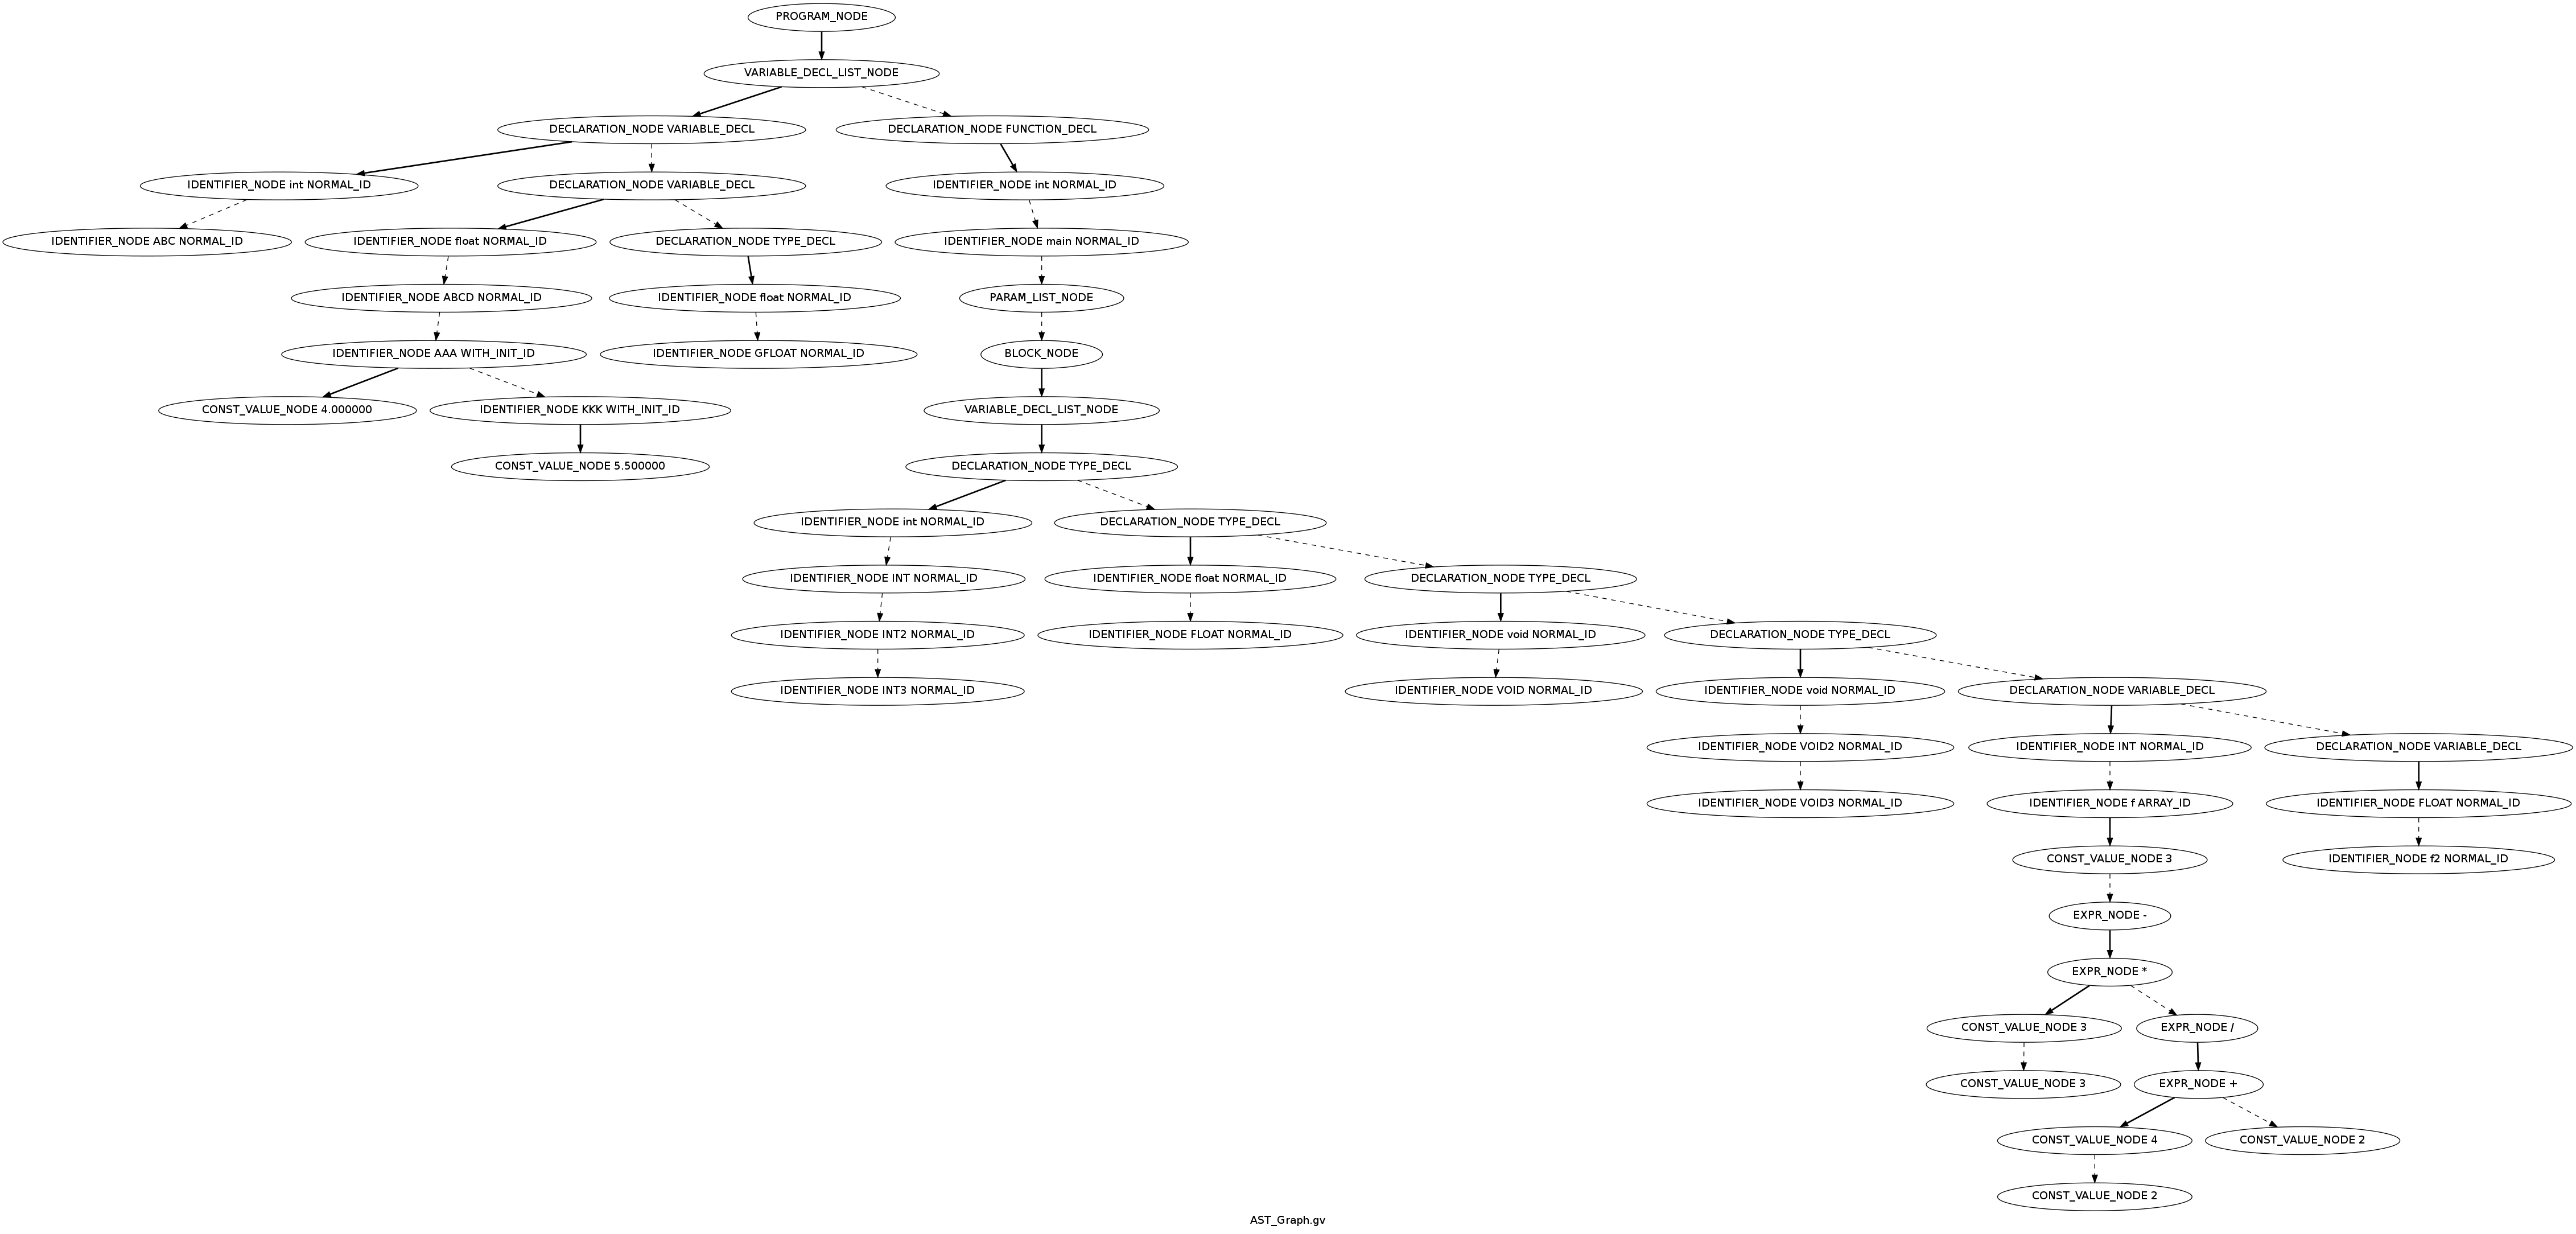 PROGRAM_NODE
VARIABLE_DECL_LIST_NODE
DECLARATION_NODE VARIABLE_DECL
DECLARATION_NODE FUNCTION_DECL
IDENTIFIER_NODE int NORMAL_ID
DECLARATION_NODE VARIABLE_DECL
IDENTIFIER_NODE int NORMAL_ID
IDENTIFIER_NODE ABC NORMAL_ID
IDENTIFIER_NODE float NORMAL_ID
DECLARATION_NODE TYPE_DECL
IDENTIFIER_NODE main NORMAL_ID
IDENTIFIER_NODE ABCD NORMAL_ID
IDENTIFIER_NODE float NORMAL_ID
PARAM_LIST_NODE
IDENTIFIER_NODE AAA WITH_INIT_ID
IDENTIFIER_NODE GFLOAT NORMAL_ID
BLOCK_NODE
CONST_VALUE_NODE 4.000000
IDENTIFIER_NODE KKK WITH_INIT_ID
VARIABLE_DECL_LIST_NODE
CONST_VALUE_NODE 5.500000
DECLARATION_NODE TYPE_DECL
IDENTIFIER_NODE int NORMAL_ID
DECLARATION_NODE TYPE_DECL
IDENTIFIER_NODE INT NORMAL_ID
IDENTIFIER_NODE float NORMAL_ID
DECLARATION_NODE TYPE_DECL
IDENTIFIER_NODE INT2 NORMAL_ID
IDENTIFIER_NODE FLOAT NORMAL_ID
IDENTIFIER_NODE void NORMAL_ID
DECLARATION_NODE TYPE_DECL
IDENTIFIER_NODE INT3 NORMAL_ID
IDENTIFIER_NODE VOID NORMAL_ID
IDENTIFIER_NODE void NORMAL_ID
DECLARATION_NODE VARIABLE_DECL
IDENTIFIER_NODE VOID2 NORMAL_ID
IDENTIFIER_NODE INT NORMAL_ID
DECLARATION_NODE VARIABLE_DECL
IDENTIFIER_NODE VOID3 NORMAL_ID
IDENTIFIER_NODE f ARRAY_ID
IDENTIFIER_NODE FLOAT NORMAL_ID
CONST_VALUE_NODE 3
IDENTIFIER_NODE f2 NORMAL_ID
EXPR_NODE -
EXPR_NODE *
CONST_VALUE_NODE 3
EXPR_NODE /
CONST_VALUE_NODE 3
EXPR_NODE +
CONST_VALUE_NODE 4
CONST_VALUE_NODE 2
CONST_VALUE_NODE 2
AST_Graph.gv